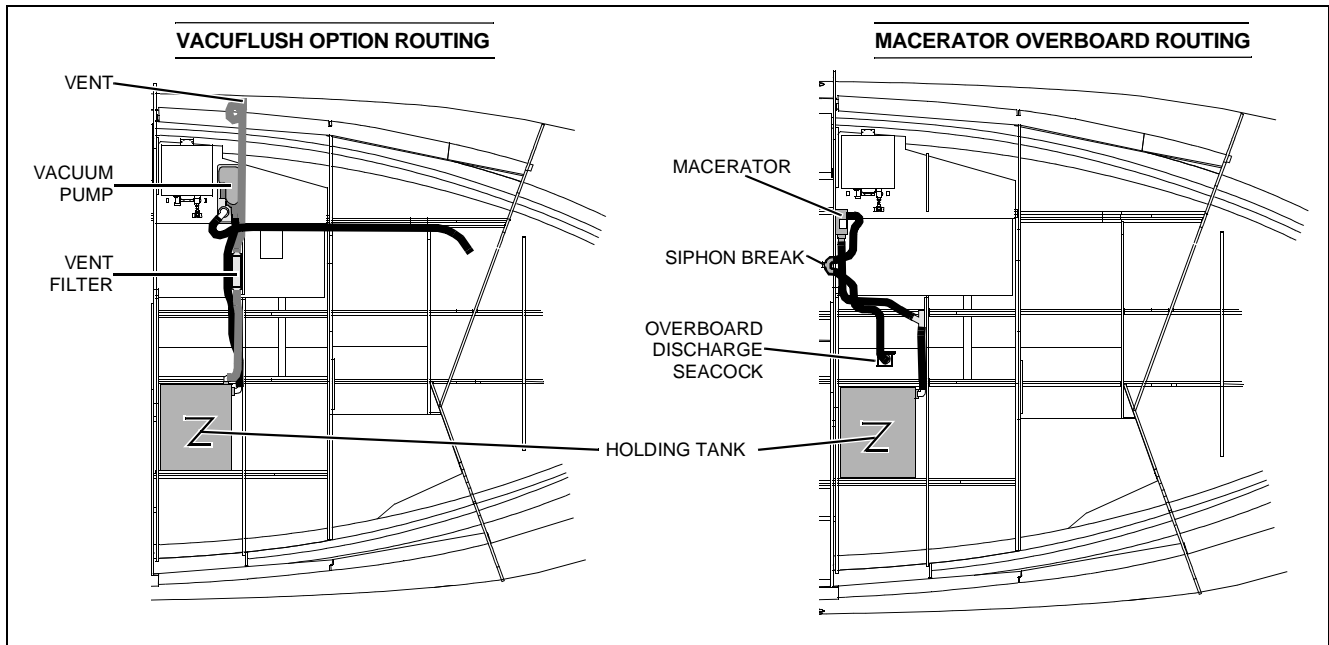 VACUFLUSH OPTION ROUTING
VENT
VACUUM
PUMP
VENT
FILTER
MACERATOR OVERBOARD ROUTING
MACERATOR
SIPHON BREAK
OVERBOARD
DISCHARGE
SEACOCK
HOLDING TANK